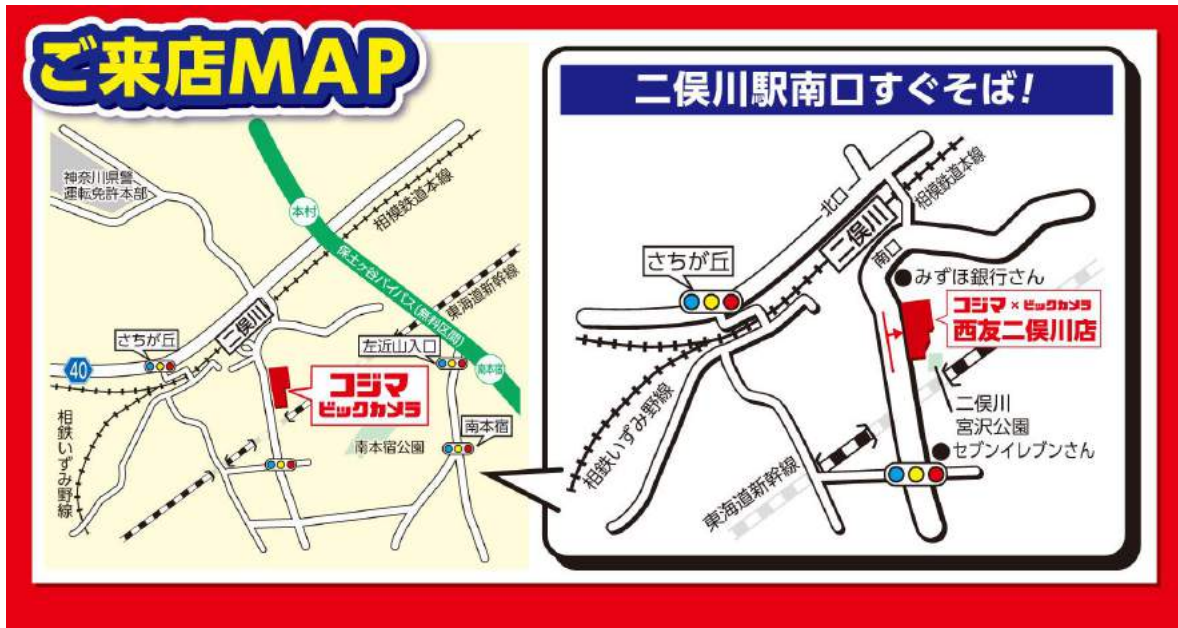 ご来店MAP
神奈川県警
運転免許本部
本村
相模鉄道本線
保土ヶ谷バイパス(無料区間)
東海道新幹線
二俣川
さちが丘
40
左近山入口
南本宿
コジマ
ビックカメラ
南本宿公園
南本宿
相鉄いずみ野線
二俣川駅南口すぐそば!
北口
相模鉄道本線
二俣川
南口
さちが丘
みずほ銀行さん
コジマ×ビックカメラ
西友二俣川店
二俣川
宮沢公園
セブンイレブンさん
相鉄いずみ野線
東海道新幹線